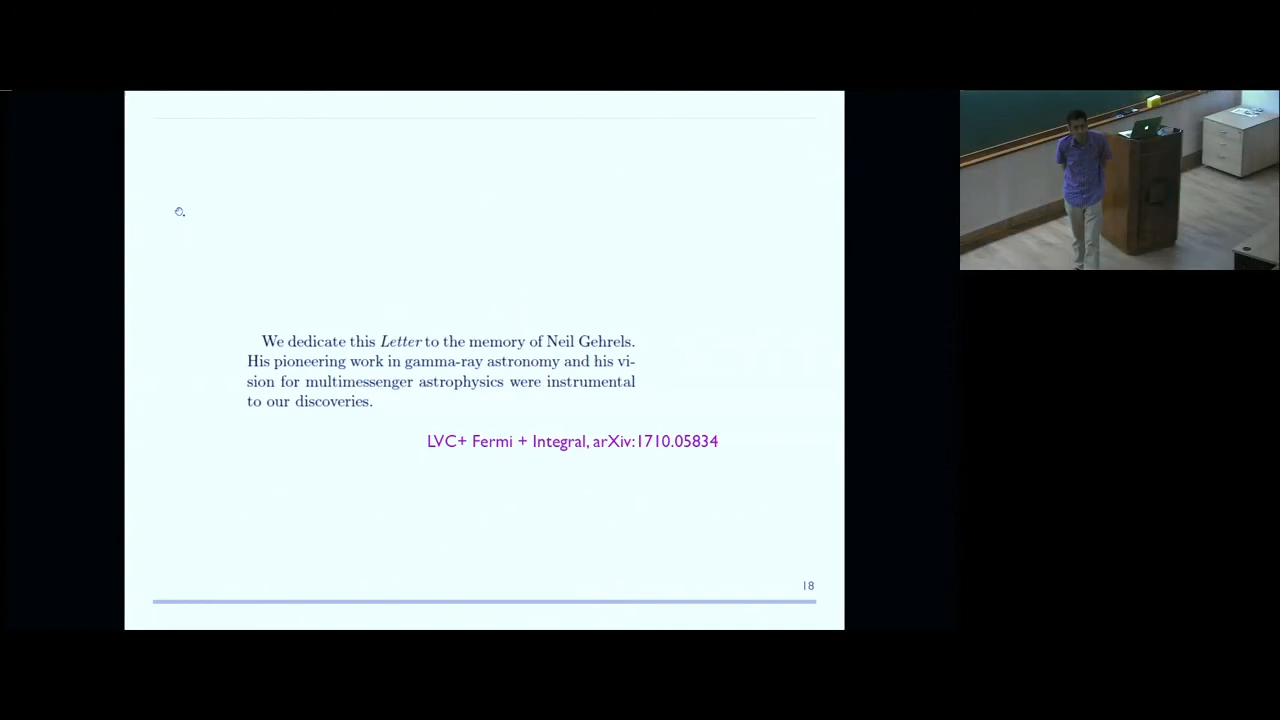 We dedicate this Letter to the memory of Neil Gehrels.
His pioneering work in gamma-ray astronomy and his vi-
sion for multimessenger astrophysics were instrumental
to our discoveries.
LVC+ Fermi + Integral, arXiv:1710.05834
18